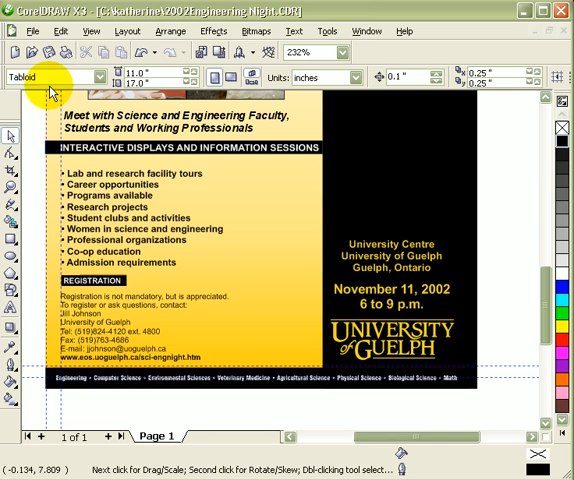 CorelDRAW X3 - [C:\katherine\2002Engineering Night.CDR]
File Edit View Layout Arrange Effects Bitmaps Text Tools Window Help
232%
Tabloid 11.0 " 17.0 " Units: inches 0.1 " x 0.25 " y 0.25 "
Meet with Science and Engineering Faculty,
Students and Working Professionals
INTERACTIVE DISPLAYS AND INFORMATION SESSIONS
• Lab and research facility tours
• Career opportunities
• Programs available
• Research projects
• Student clubs and activities
• Women in science and engineering
• Professional organizations
• Co-op education
• Admission requirements
REGISTRATION
Registration is not mandatory, but is appreciated.
To register or ask questions, contact:
Jill Johnson
University of Guelph
Tel: (519)824-4120 ext. 4800
Fax: (519)763-4686
E-mail: jjohnson@uoguelph.ca
www.eos.uoguelph.ca/sci-engnight.htm
University Centre
University of Guelph
Guelph, Ontario
November 11, 2002
6 to 9 p.m.
UNIVERSITY
of GUELPH
Engineering • Computer Science • Environmental Sciences • Veterinary Medicine • Agricultural Science • Physical Science • Biological Science • Math
1 of 1 Page 1
(-0.134, 7.809 ) Next click for Drag/Scale; Second click for Rotate/Skew; Dbl-clicking tool select...